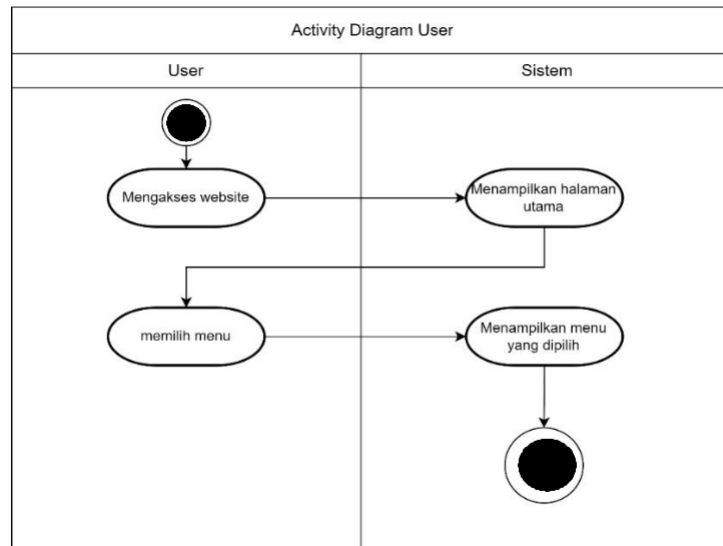 Activity Diagram User
User
Sistem
Mengakses website
Menampilkan halaman
utama
memilih menu
Menampilkan menu
yang dipilih